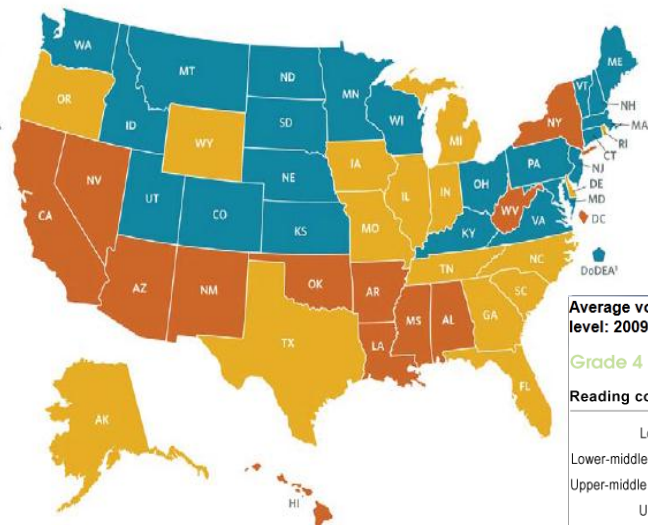 WA
MT
ND
MN
ME
VT
OR
ID
SD
WI
NH
NY
MA
WY
MI
RI
CT
NV
NE
IA
PA
NJ
CA
UT
CO
IL
IN
OH
DE
MD
WV
VA
DC
KS
MO
KY
NC
DoDEA¹
AZ
NM
OK
AR
TN
SC
MS
AL
GA
TX
LA
FL
AK
HI
Average vo
level: 2009
Grade 4
Reading co
Lo
Lower-middle
Upper-middle
U